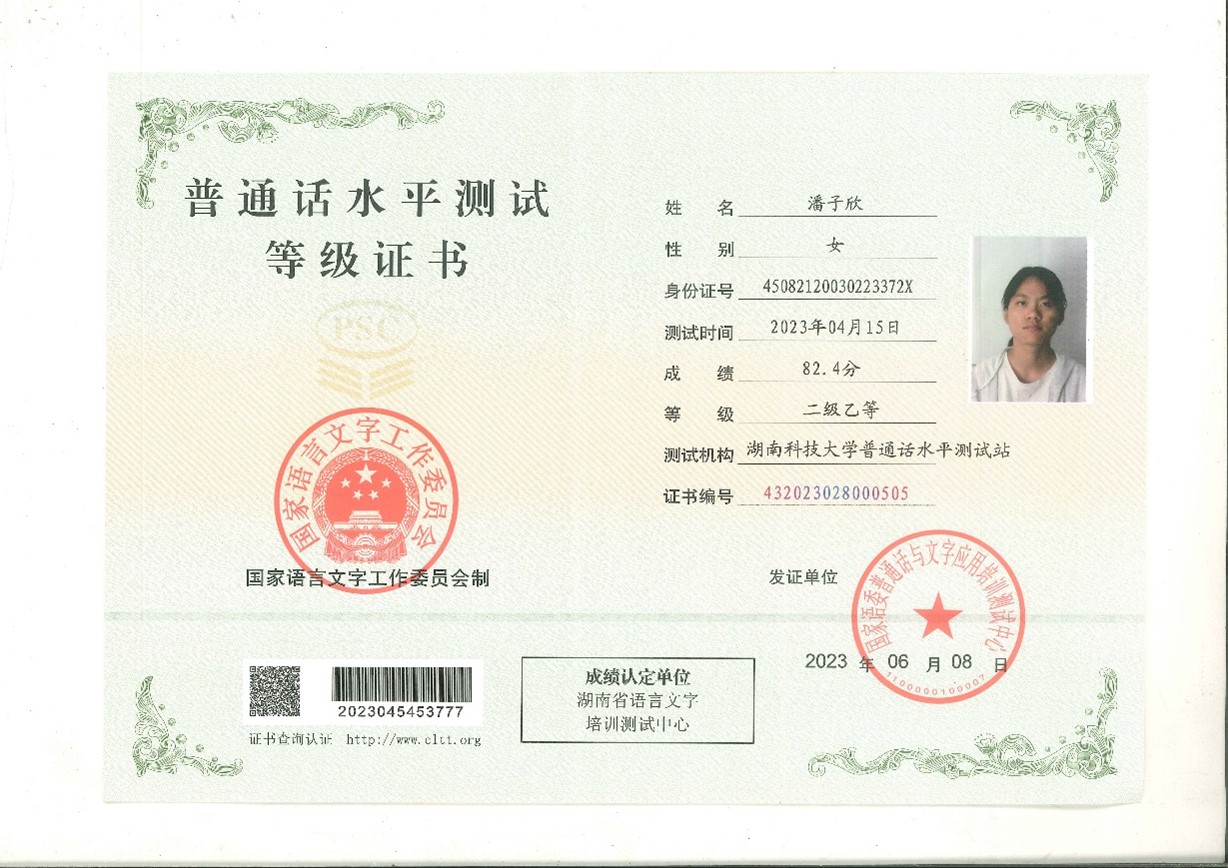 普通话水平测试
等级证书
PSC
国家语言文字工作委员会
国家语言文字工作委员会制
2023045453777
证书查询认证 http://www.cltt.org
姓 名 潘子欣
性 别 女
身份证号 45082120030223372X
测试时间 2023年04月15日
成 绩 82.4分
等 级 二级乙等
测试机构 湖南科技大学普通话水平测试站
证书编号 432023028000505
发证单位
国家语委普通话与文字应用培训测试中心
2023 年 06 月 08 日
1100000100007
成绩认定单位
湖南省语言文字
培训测试中心